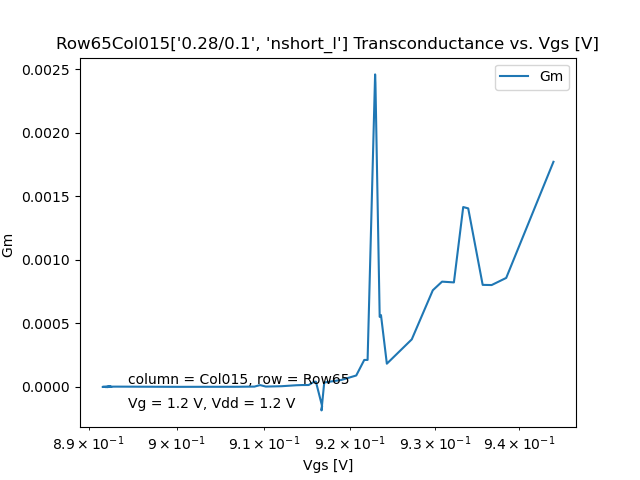 Row65Col015['0.28/0.1', 'nshort_l'] Transconductance vs. Vgs [V]
Gm
0.0025
0.0020
0.0015
0.0010
0.0005
0.0000
Gm
column = Col015, row = Row65
Vg = 1.2 V, Vdd = 1.2 V
8.9 × 10⁻¹ 9 × 10⁻¹ 9.1 × 10⁻¹ 9.2 × 10⁻¹ 9.3 × 10⁻¹ 9.4 × 10⁻¹
Vgs [V]